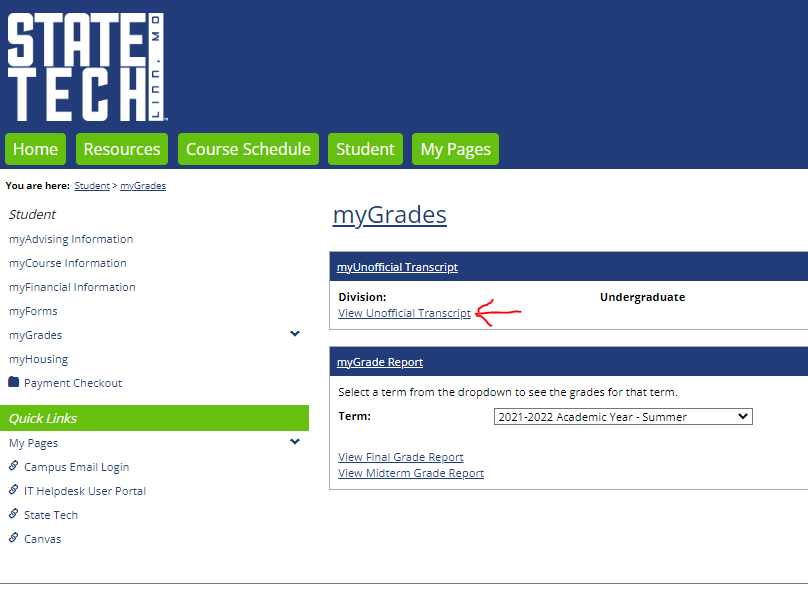 STATE
TECH
LINN, MO
Home
Resources
Course Schedule
Student
My Pages
You are here: Student > myGrades
Student
myAdvising Information
myCourse Information
myFinancial Information
myForms
myGrades
myHousing
Payment Checkout
Quick Links
My Pages
Campus Email Login
IT Helpdesk User Portal
State Tech
Canvas
myGrades
myUnofficial Transcript
Division: Undergraduate
View Unofficial Transcript
myGrade Report
Select a term from the dropdown to see the grades for that term.
Term: 2021-2022 Academic Year - Summer
View Final Grade Report
View Midterm Grade Report